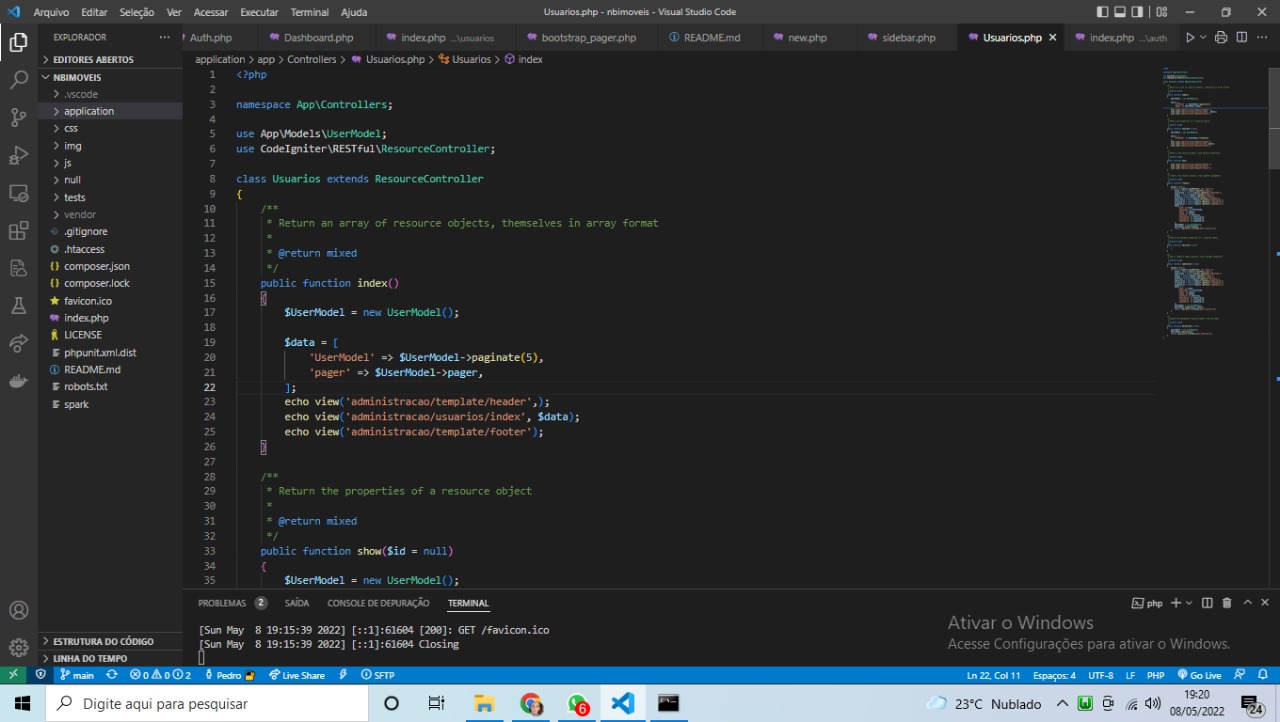 Arquivo Editar Seleção Ver Acessar Executar Terminal Ajuda Usuarios.php - nbimoveis - Visual Studio Code
EXPLORADOR ... Auth.php Dashboard.php index.php ...\usuarios bootstrap_pager.php README.md new.php sidebar.php Usuarios.php index.php ...\auth
EDITORES ABERTOS
NBIMOVEIS
.vscode
application
css
img
js
null
tests
vendor
.gitignore
.htaccess
composer.json
composer.lock
favicon.ico
index.php
LICENSE
phpunit.xml.dist
README.md
robots.txt
spark
ESTRUTURA DO CÓDIGO
LINHA DO TEMPO
application > app > Controllers > Usuarios.php > Usuarios > index
1 <?php
2
3 namespace App\Controllers;
4
5 use App\Models\UserModel;
6 use CodeIgniter\RESTful\ResourceController;
7
8 class Usuarios extends ResourceController
9 {
10 /**
11 * Return an array of resource objects, themselves in array format
12 *
13 * @return mixed
14 */
15 public function index()
16 {
17 $UserModel = new UserModel();
18
19 $data = [
20 'UserModel' => $UserModel->paginate(5),
21 'pager' => $UserModel->pager,
22 ];
23 echo view('administracao/template/header',);
24 echo view('administracao/usuarios/index', $data);
25 echo view('administracao/template/footer');
26 }
27
28 /**
29 * Return the properties of a resource object
30 *
31 * @return mixed
32 */
33 public function show($id = null)
34 {
35 $UserModel = new UserModel();
PROBLEMAS 2 SAÍDA CONSOLE DE DEPURAÇÃO TERMINAL php
[Sun May 8 19:15:39 2022] [::1]:61604 [200]: GET /favicon.ico
[Sun May 8 19:15:39 2022] [::1]:61604 Closing
Ativar o Windows
Acesse Configurações para ativar o Windows.
main 0 0 2 Pedro Live Share SFTP Ln 22, Col 11 Espaços: 4 UTF-8 LF PHP Go Live
Digite aqui para pesquisar 6 23°C Nublado 19:20
08/05/2022 24